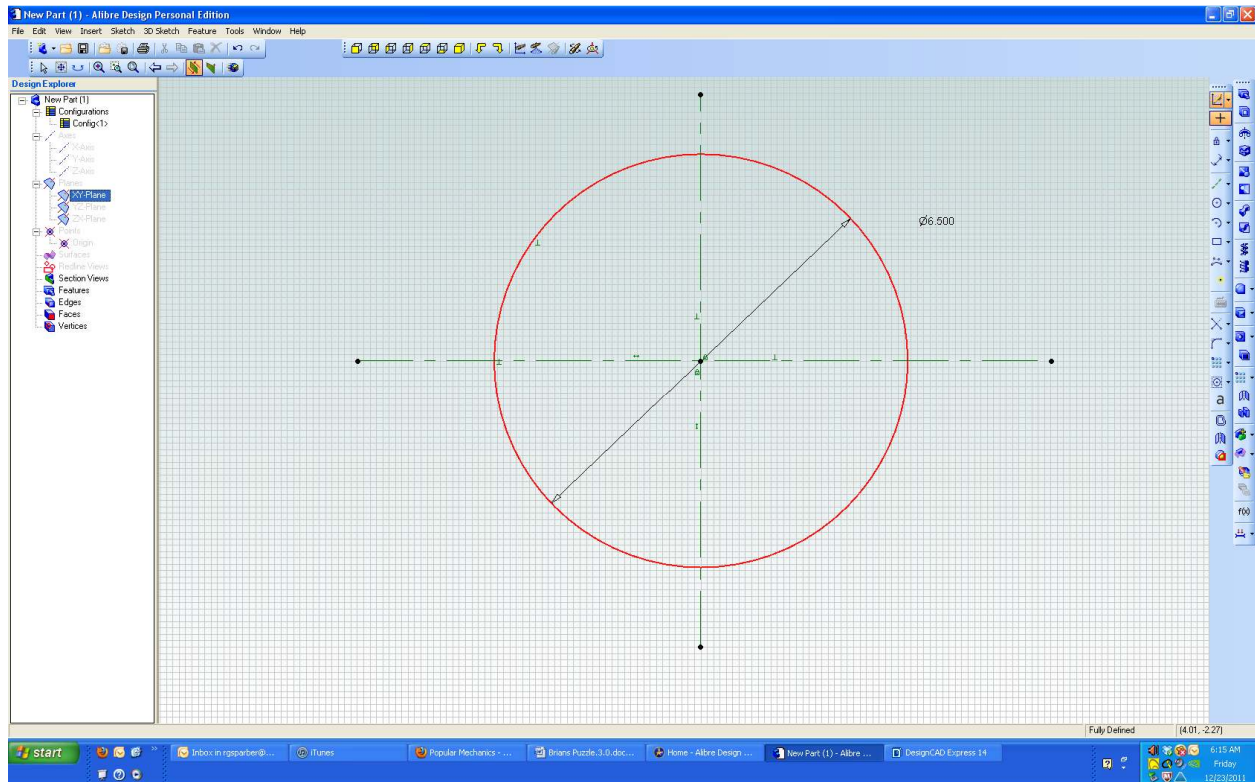 New Part (1) - Alibre Design Personal Edition
File Edit View Insert Sketch 3D Sketch Feature Tools Window Help
Design Explorer
New Part (1)
Configurations
Config<1>
Axes
X-Axis
Y-Axis
Z-Axis
Planes
XY-Plane
YZ-Plane
ZX-Plane
Points
Origin
Surfaces
Redline Views
Section Views
Features
Edges
Faces
Vertices
Ø6.500
a
f(x)
Fully Defined (4.01, -2.27)
start
Inbox in rgsparber@...
iTunes
Popular Mechanics - ...
Brians Puzzle.3.0.doc...
Home - Alibre Design ...
New Part (1) - Alibre ...
DesignCAD Express 14
6:15 AM
Friday
12/23/2011